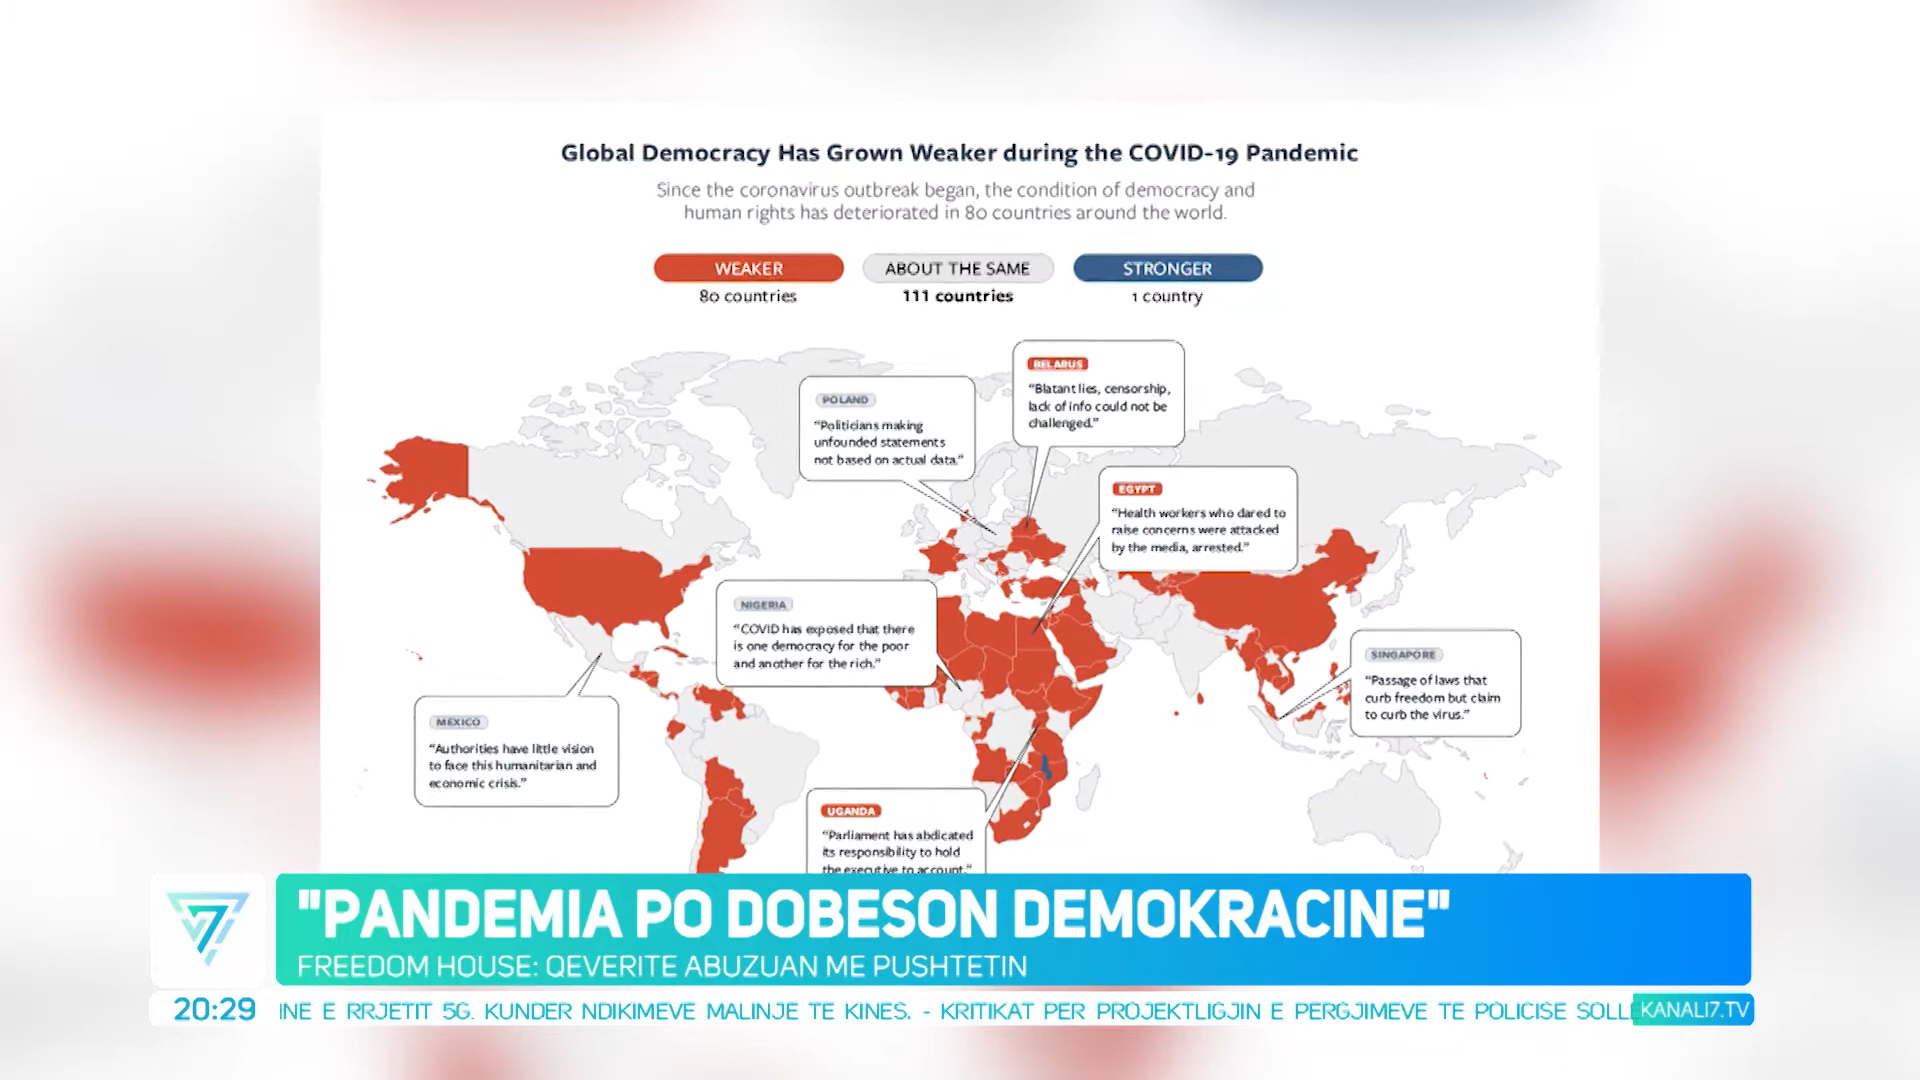 Global Democracy Has Grown Weaker during the COVID-19 Pandemic
Since the coronavirus outbreak began, the condition of democracy and
human rights has deteriorated in 80 countries around the world.
WEAKER
80 countries
ABOUT THE SAME
111 countries
STRONGER
1 country
BELARUS
"Blatant lies, censorship,
lack of info could not be
challenged."
POLAND
"Politicians making
unfounded statements
not based on actual data."
EGYPT
"Health workers who dared to
raise concerns were attacked
by the media, arrested."
NIGERIA
"COVID has exposed that there
is one democracy for the poor
and another for the rich."
SINGAPORE
"Passage of laws that
curb freedom but claim
to curb the virus."
MEXICO
"Authorities have little vision
to face this humanitarian and
economic crisis."
UGANDA
"Parliament has abdicated
its responsibility to hold
the executive to account."
"PANDEMIA PO DOBESON DEMOKRACINE"
FREEDOM HOUSE: QEVERITE ABUZUAN ME PUSHTETIN
20:29
INE E RRJETIT 5G. KUNDER NDIKIMEVE MALINJE TE KINES. - KRITIKAT PER PROJEKTLIGJIN E PERGJIMEVE TE POLICISE SOLLE
KANALI7.TV